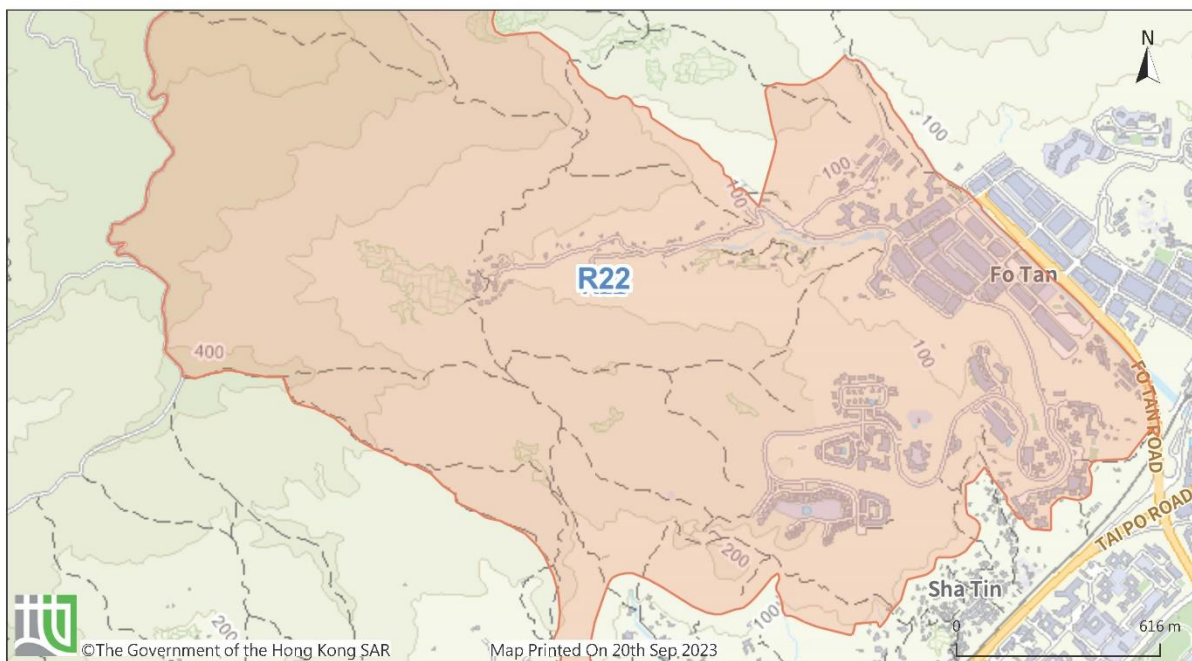 N
100
100
100
R22
Fo Tan
400
100
FO TAN ROAD
TAI PO ROAD
200
Sha Tin
100
200
0
616 m
©The Government of the Hong Kong SAR
Map Printed On 20th Sep 2023